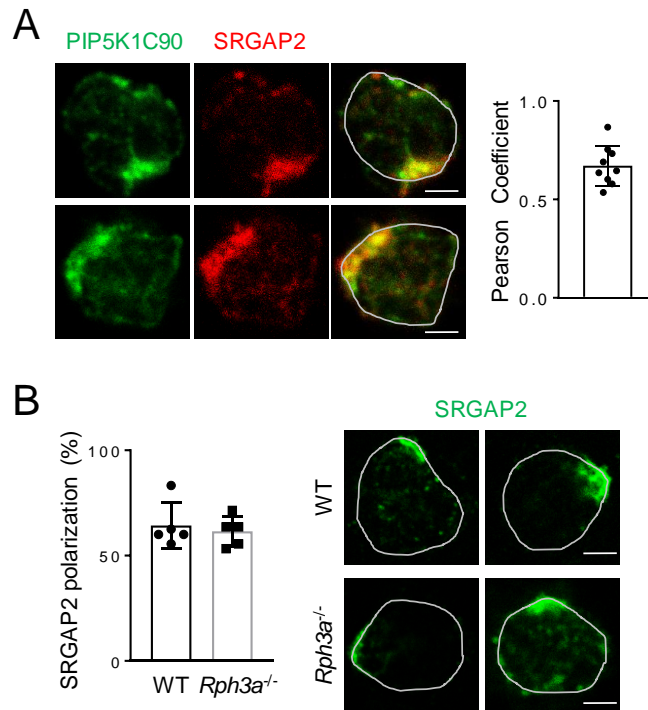 A
PIP5K1C90 SRGAP2
Pearson Coefficient
1.0
0.5
0.0
B
SRGAP2 polarization (%)
100
50
0
WT Rph3a-/-
SRGAP2
WT
Rph3a-/-